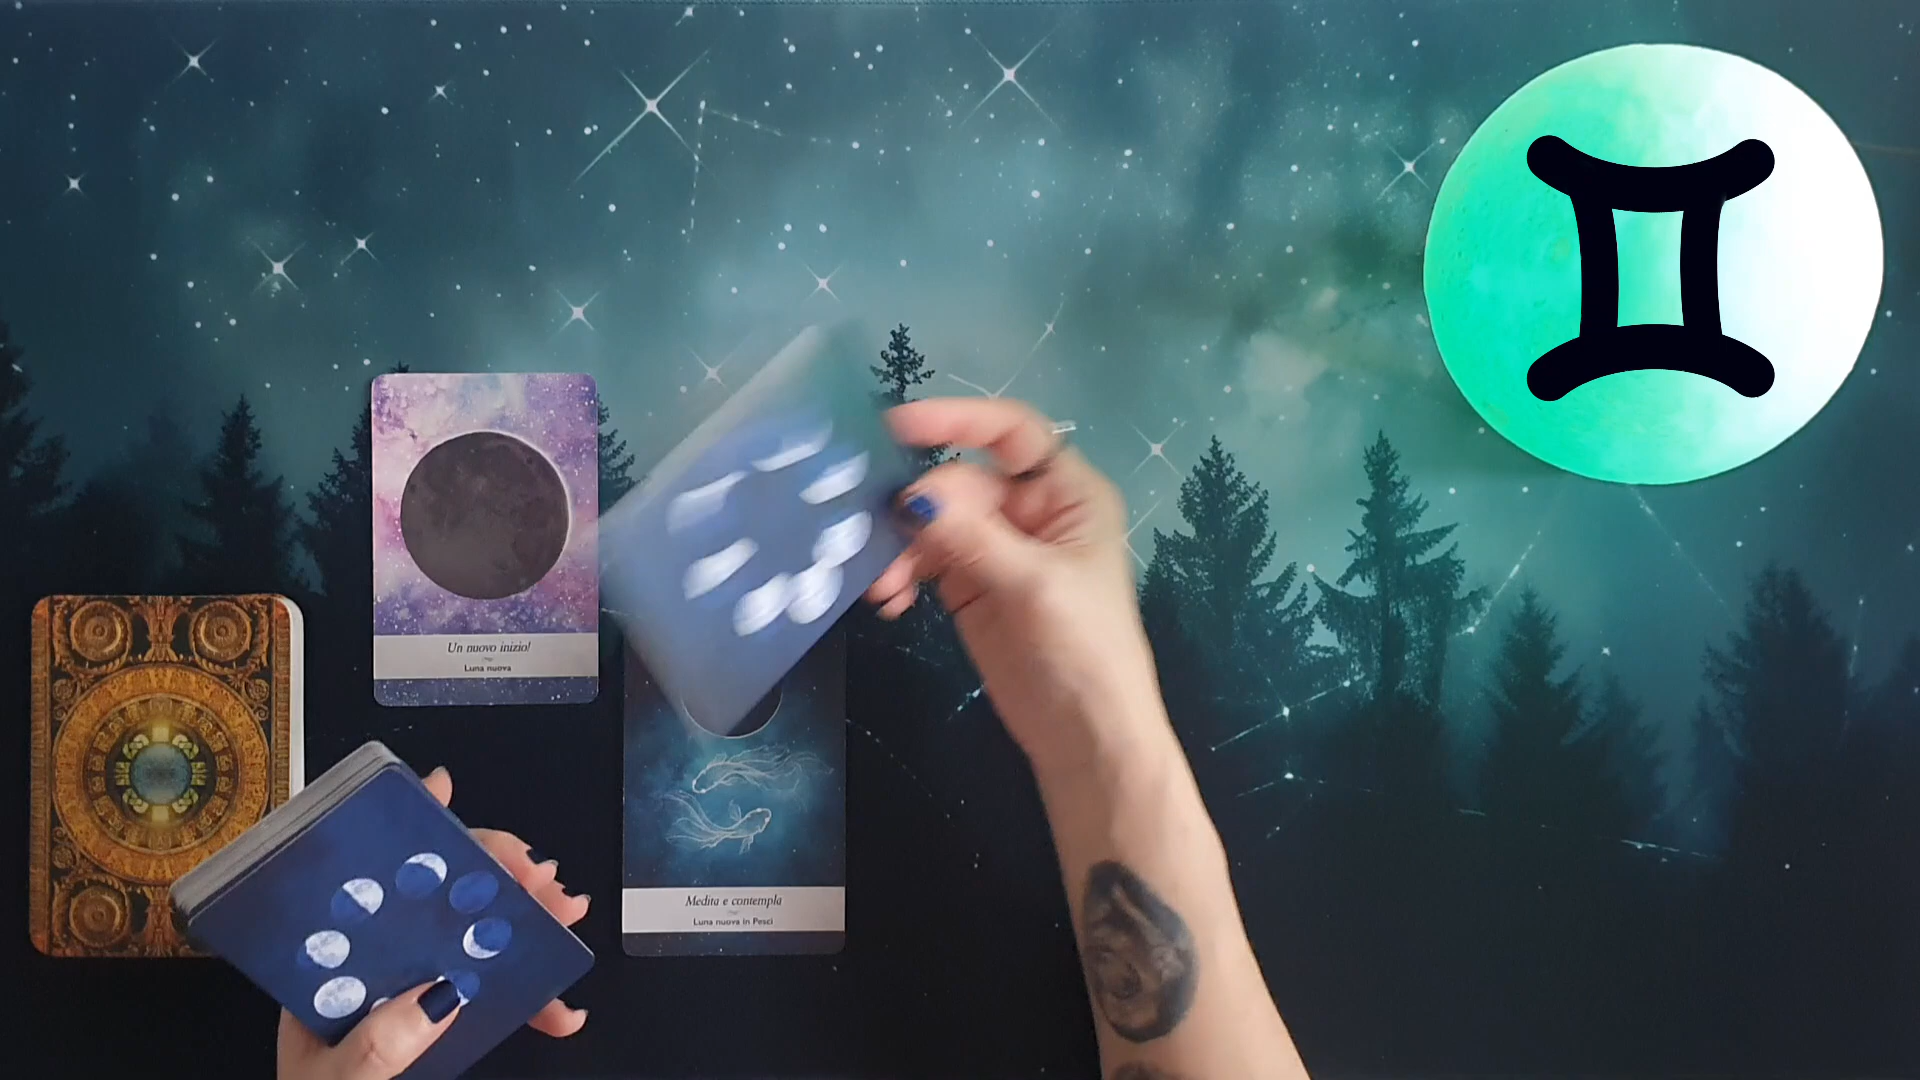 Un nuovo inizio!
Luna nuova
Medita e contempla
Luna nuova in Pesci